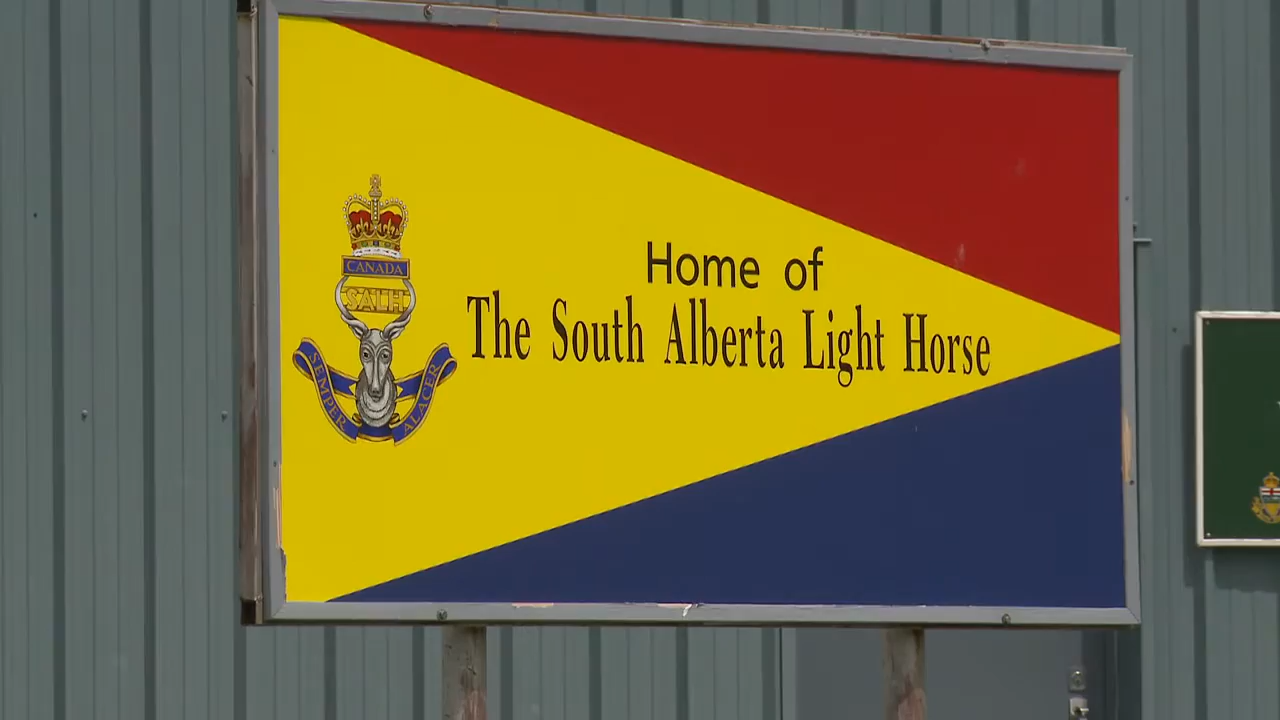 CANADA
SALH
SEMPER ALACER
Home of
The South Alberta Light Horse